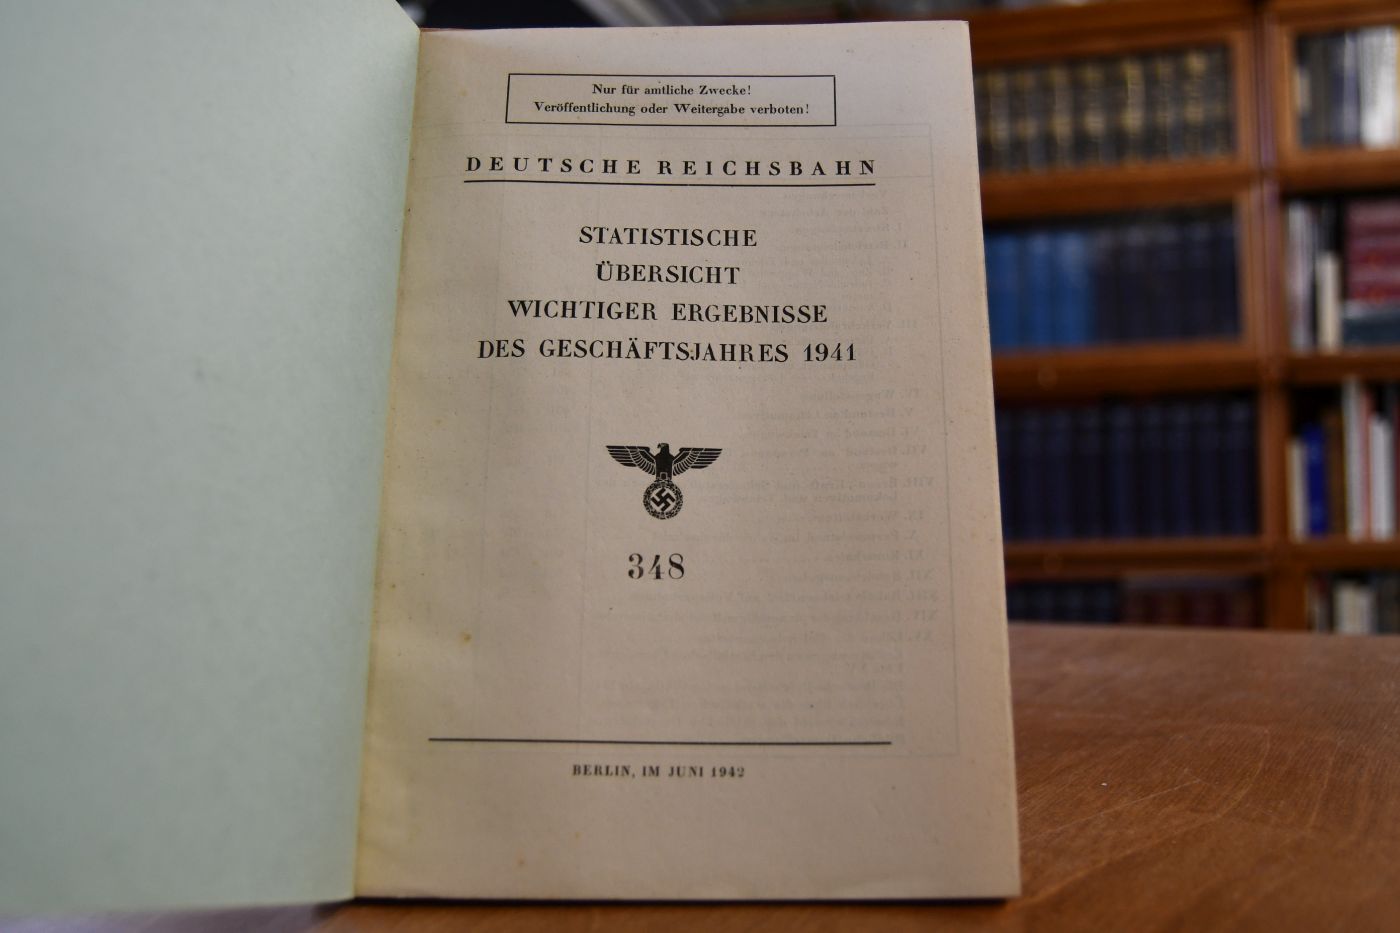 Nur für amtliche Zwecke!
Veröffentlichung oder Weitergabe verboten!
DEUTSCHE REICHSBAHN
STATISTISCHE
ÜBERSICHT
WICHTIGER ERGEBNISSE
DES GESCHÄFTSJAHRES 1941
348
BERLIN, IM JUNI 1942